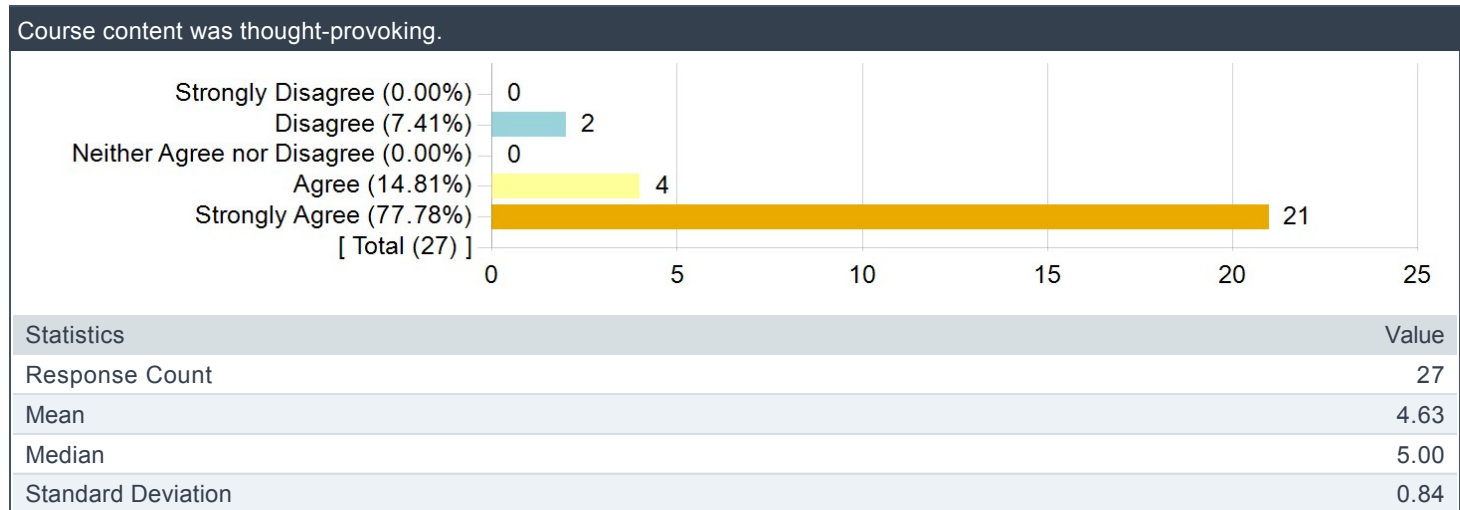 Course content was thought-provoking.
Strongly Disagree (0.00%) 0
Disagree (7.41%) 2
Neither Agree nor Disagree (0.00%) 0
Agree (14.81%) 4
Strongly Agree (77.78%) 21
[ Total (27) ]
0 5 10 15 20 25
Statistics Value
Response Count 27
Mean 4.63
Median 5.00
Standard Deviation 0.84